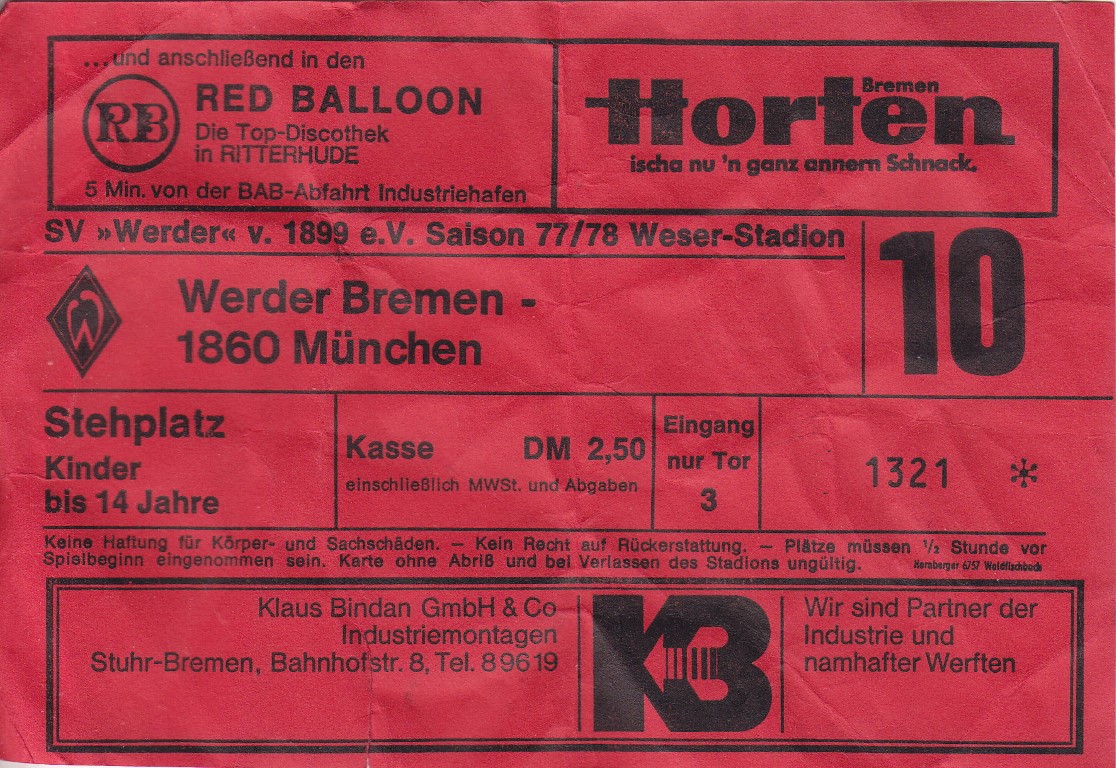 ...und anschließend in den
RB
RED BALLOON
Die Top-Discothek
in RITTERHUDE
5 Min. von der BAB-Abfahrt Industriehafen
Bremen
Horten
ischa nu 'n ganz annern Schnack.
SV »Werder« v. 1899 e.V. Saison 77/78 Weser-Stadion
10
W
Werder Bremen -
1860 München
Stehplatz
Kinder
bis 14 Jahre
Kasse DM 2,50
einschließlich MWSt. und Abgaben
Eingang
nur Tor
3
1321 *
Keine Haftung für Körper- und Sachschäden. — Kein Recht auf Rückerstattung. — Plätze müssen ½ Stunde vor
Spielbeginn eingenommen sein. Karte ohne Abriß und bei Verlassen des Stadions ungültig.
Hornberger 6757 Waldfischbach
Klaus Bindan GmbH & Co
Industriemontagen
Stuhr-Bremen, Bahnhofstr. 8, Tel. 89619
KB
Wir sind Partner der
Industrie und
namhafter Werften